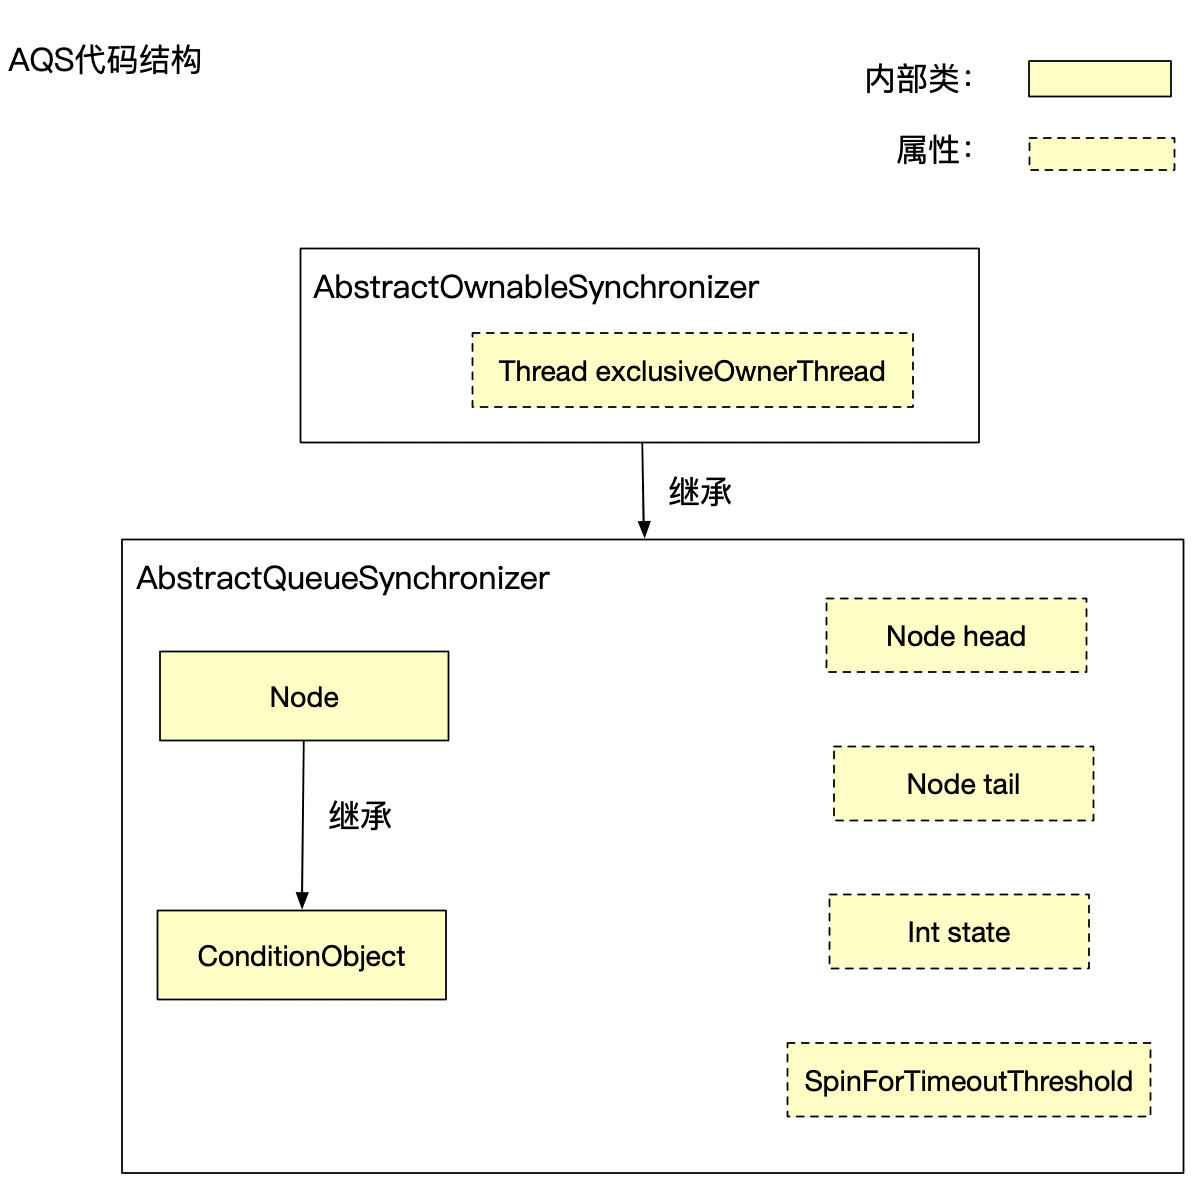 AQS代码结构
内部类：
属性：
AbstractOwnableSynchronizer
Thread exclusiveOwnerThread
继承
AbstractQueueSynchronizer
Node head
Node
Node tail
继承
Int state
ConditionObject
SpinForTimeoutThreshold